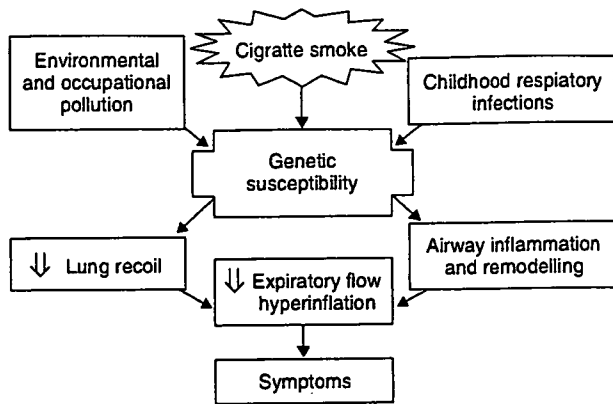 Environmental
and occupational
pollution
Cigratte smoke
Childhood respiratory
infections
Genetic
susceptibility
⇓ Lung recoil
⇓ Expiratory flow
hyperinflation
Airway inflammation
and remodelling
Symptoms